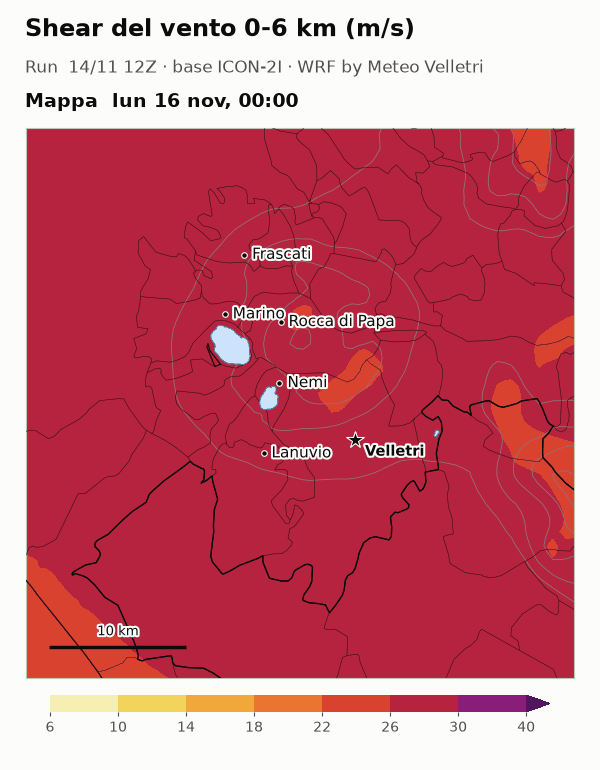 Shear del vento 0-6 km (m/s)
Run 14/11 12Z · base ICON-2I · WRF by Meteo Velletri
Mappa lun 16 nov, 00:00
Frascati
Marino
Rocca di Papa
Nemi
Lanuvio
Velletri
10 km
6 10 14 18 22 26 30 40